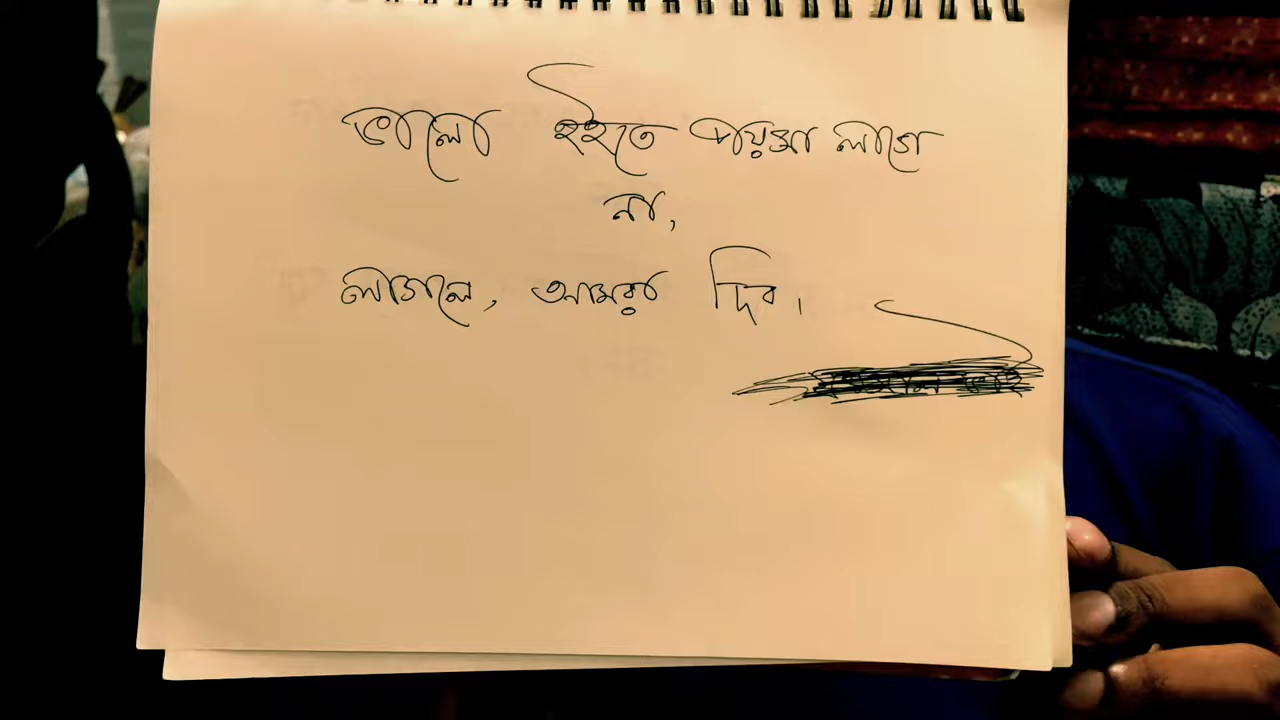 ভালো হইতে পয়সা লাগে
না,
লাগলে, আমরা দিব।